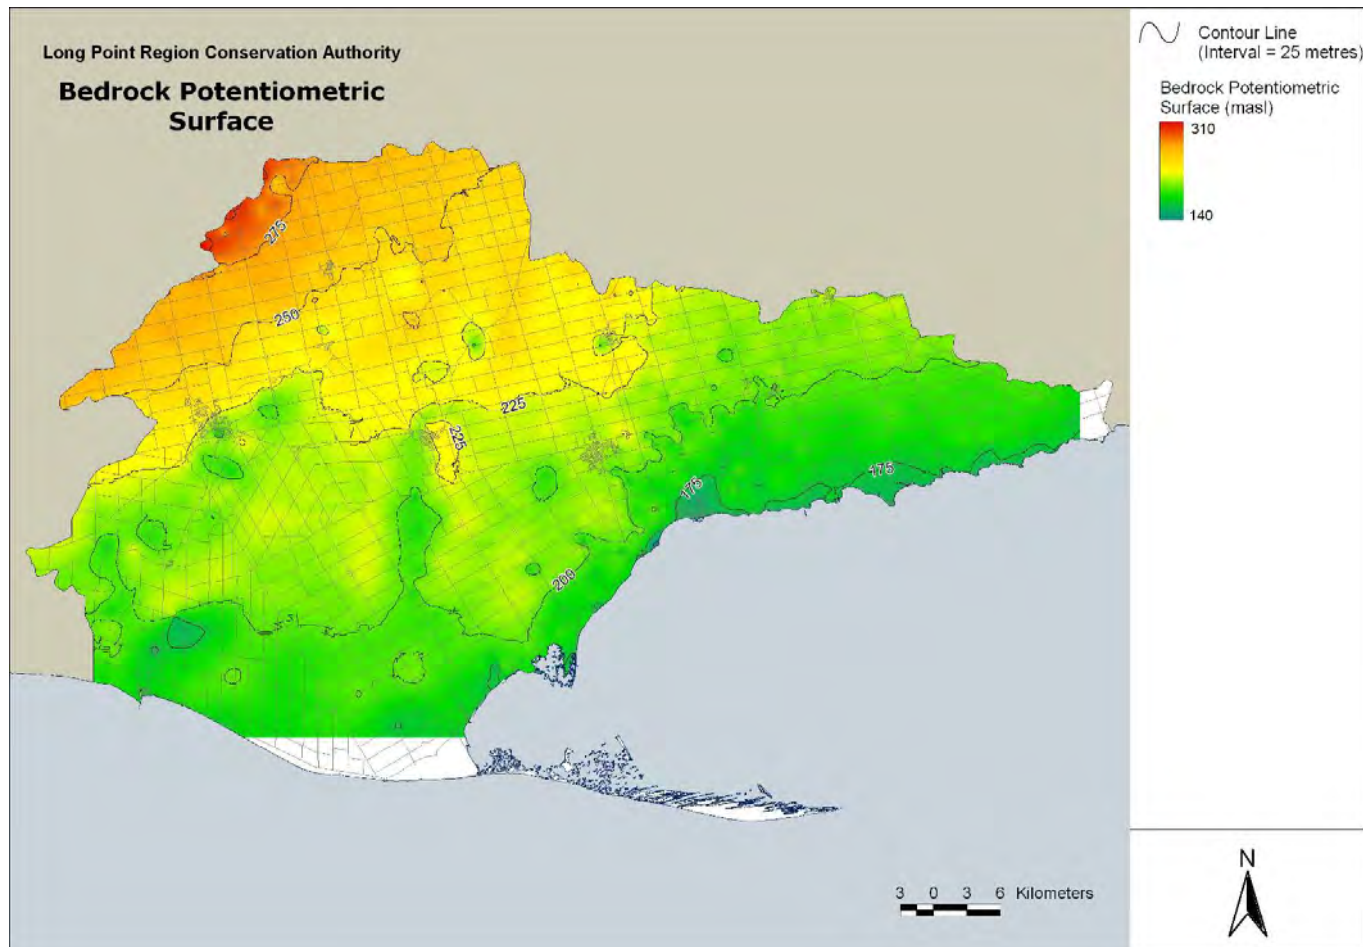 Long Point Region Conservation Authority
Bedrock Potentiometric
Surface
Contour Line
(Interval = 25 metres)
Bedrock Potentiometric
Surface (masl)
310
140
275
250
225
225
175
175
200
3 0 3 6 Kilometers
N